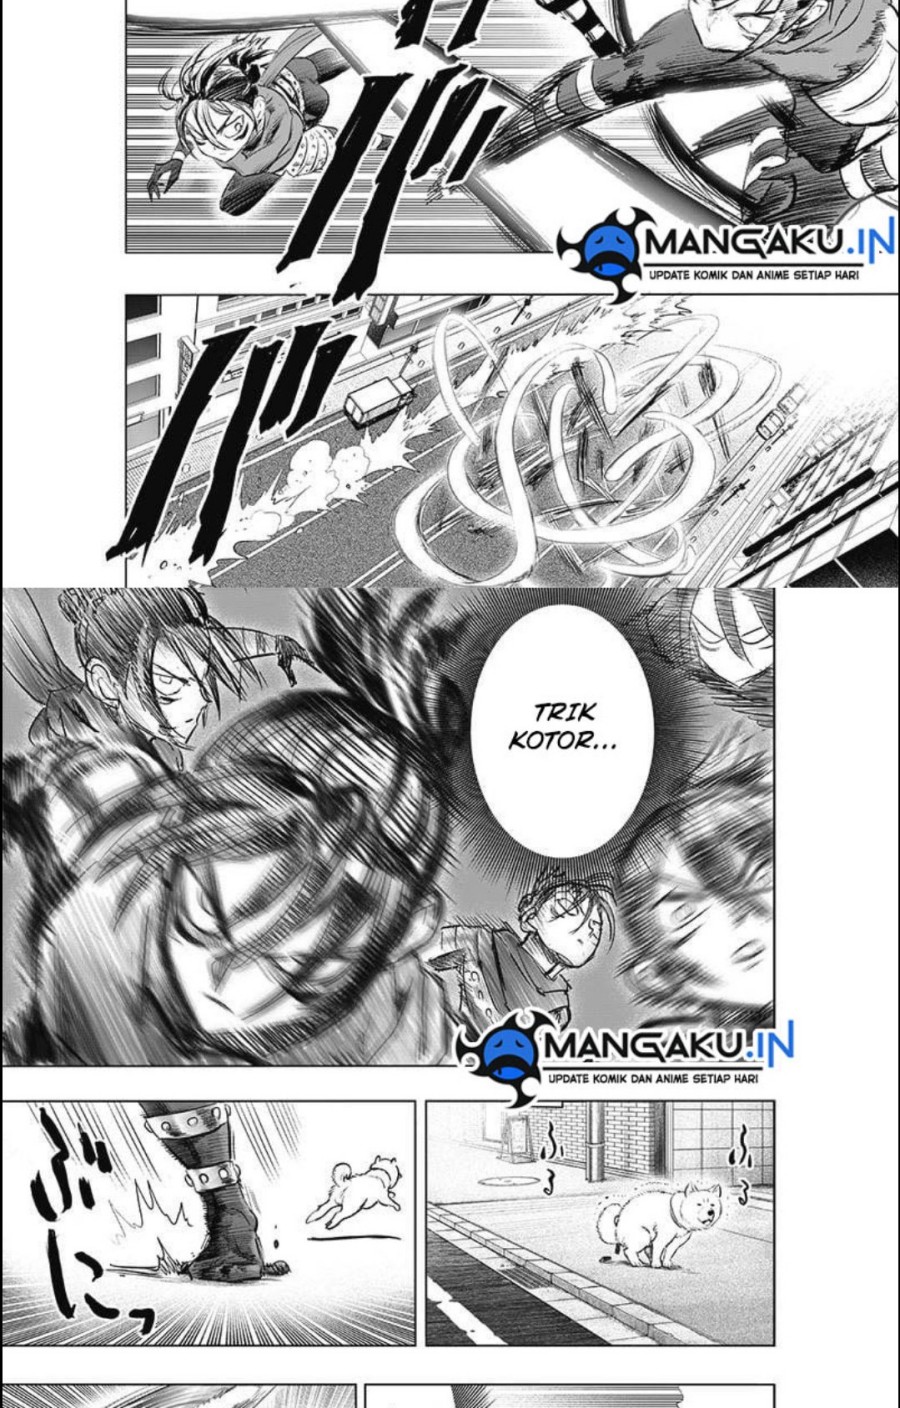 MANGAKU.IN
UPDATE KOMIK DAN ANIME SETIAP HARI
TRIK
KOTOR...
MANGAKU.IN
UPDATE KOMIK DAN ANIME SETIAP HARI
ぶ
に
っ
ふ
る
ふ
る